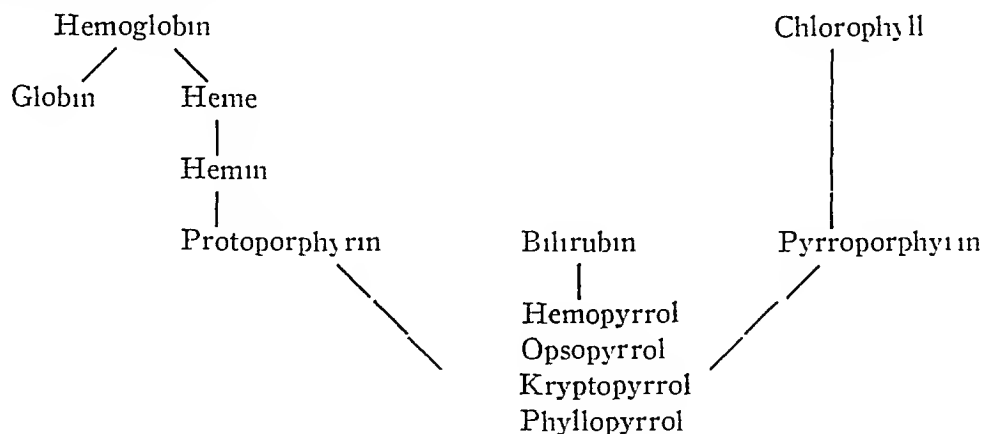 Hemoglobin Chlorophyll
Globin Heme
Hemin
Protoporphyrin Bilirubin Pyrroporphyrin
Hemopyrrol
Opsopyrrol
Kryptopyrrol
Phyllopyrrol